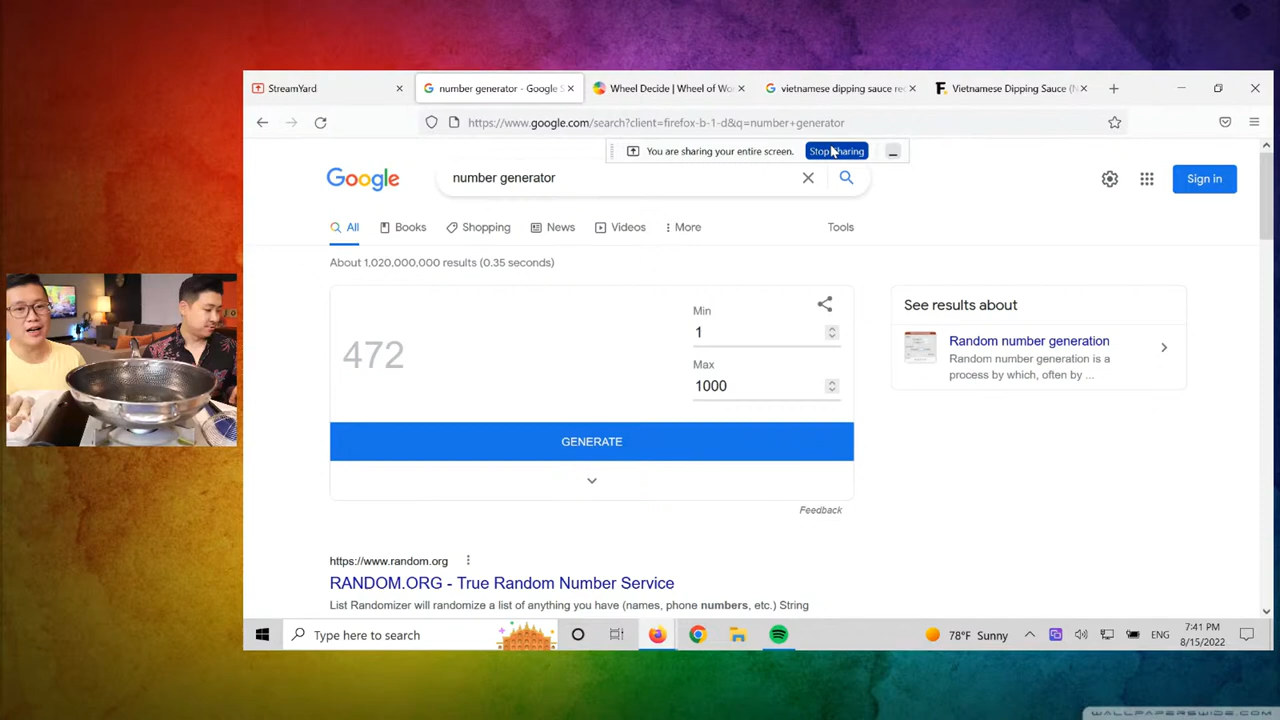 StreamYard
number generator - Google S
Wheel Decide | Wheel of Wo
vietnamese dipping sauce re
Vietnamese Dipping Sauce (N
https://www.google.com/search?client=firefox-b-1-d&q=number+generator
You are sharing your entire screen.
Stop Sharing
Google
number generator
Sign in
All
Books
Shopping
News
Videos
More
Tools
About 1,020,000,000 results (0.35 seconds)
472
Min
1
Max
1000
GENERATE
Feedback
See results about
Random number generation
Random number generation is a
process by which, often by ...
https://www.random.org
RANDOM.ORG - True Random Number Service
List Randomizer will randomize a list of anything you have (names, phone numbers, etc.) String
Type here to search
78°F Sunny
ENG
7:41 PM
8/15/2022
WALLPAPERSWIDE.COM